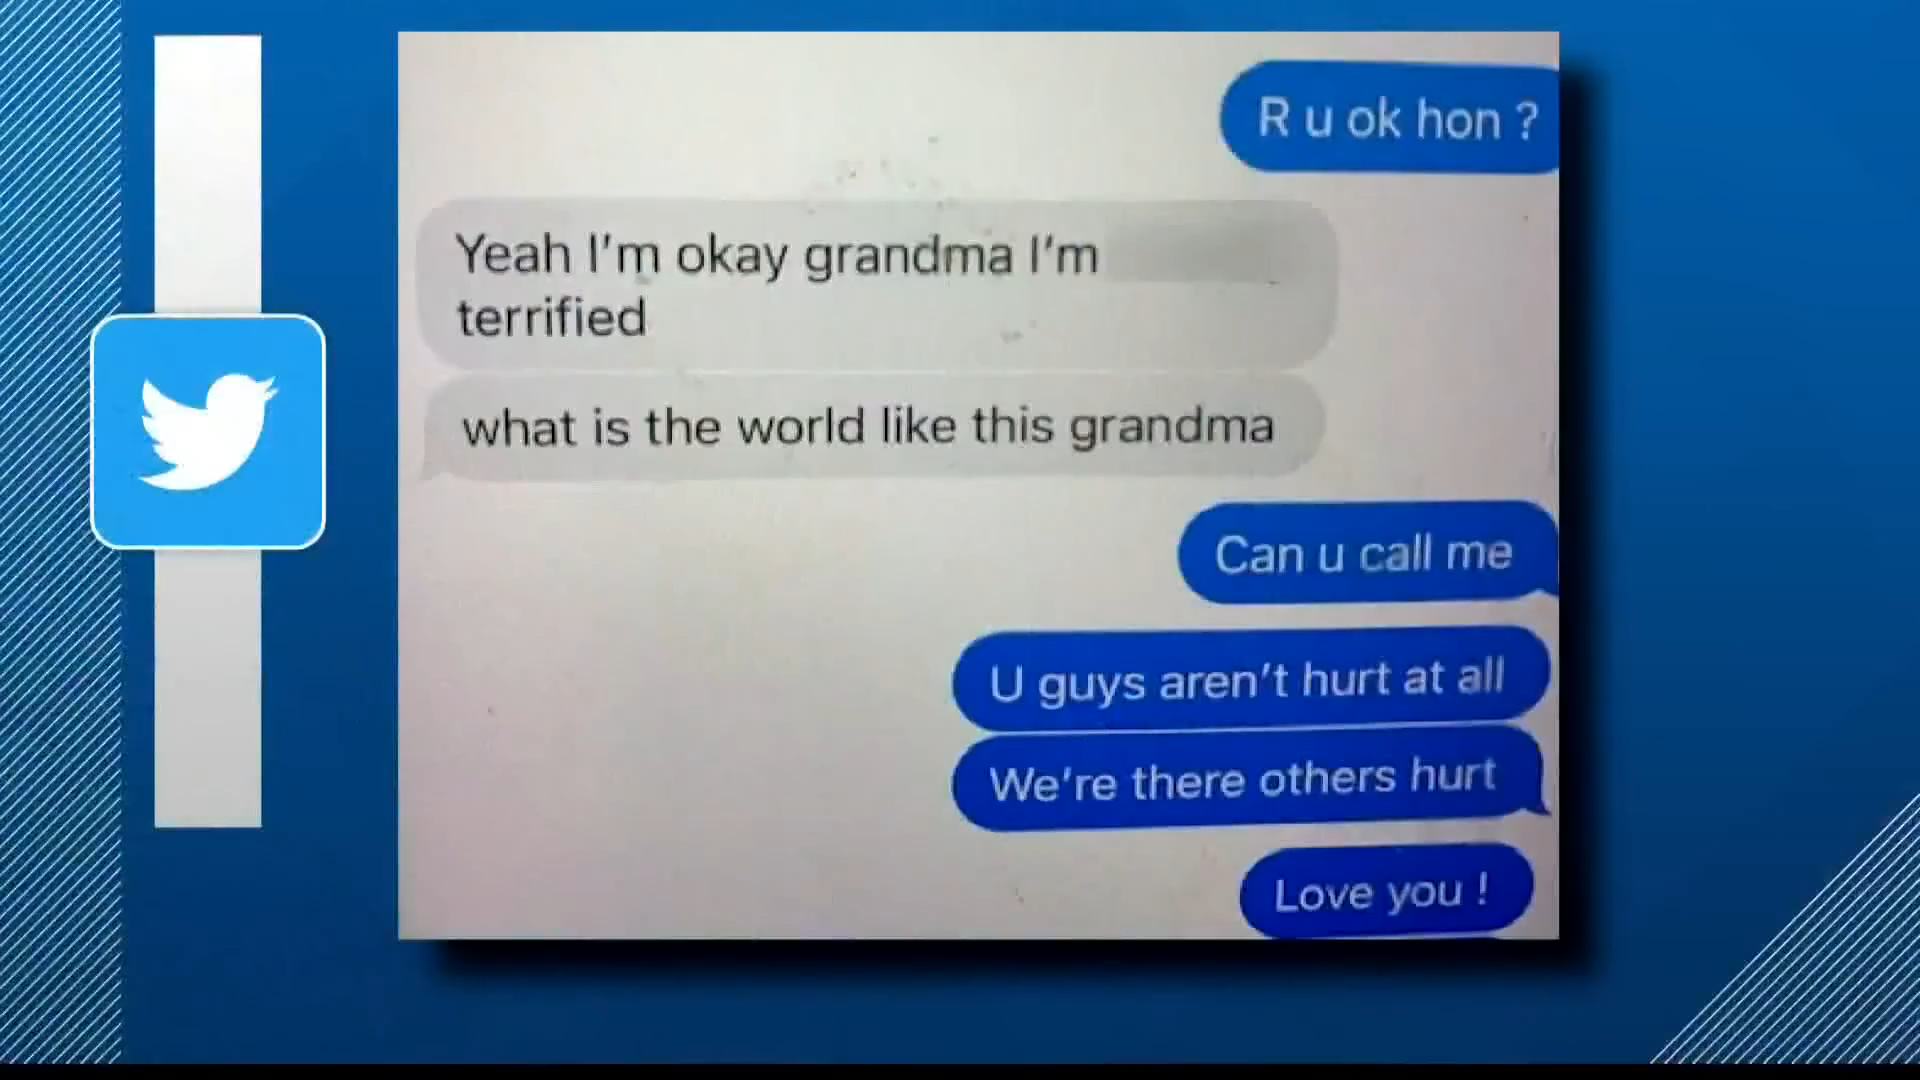 R u ok hon ?
Yeah I'm okay grandma I'm
terrified
what is the world like this grandma
Can u call me
U guys aren't hurt at all
We're there others hurt
Love you !